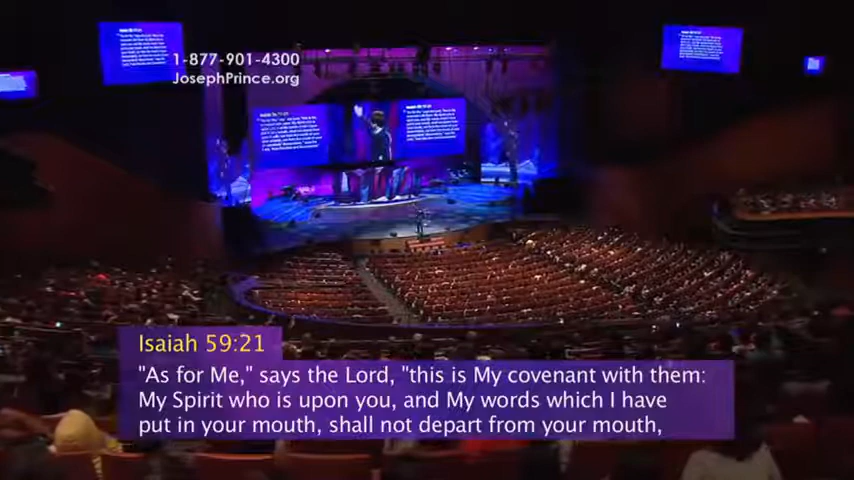 1-877-901-4300
JosephPrince.org
Isaiah 59:21
"As for Me," says the Lord, "this is My covenant with them:
My Spirit who is upon you, and My words which I have
put in your mouth, shall not depart from your mouth,